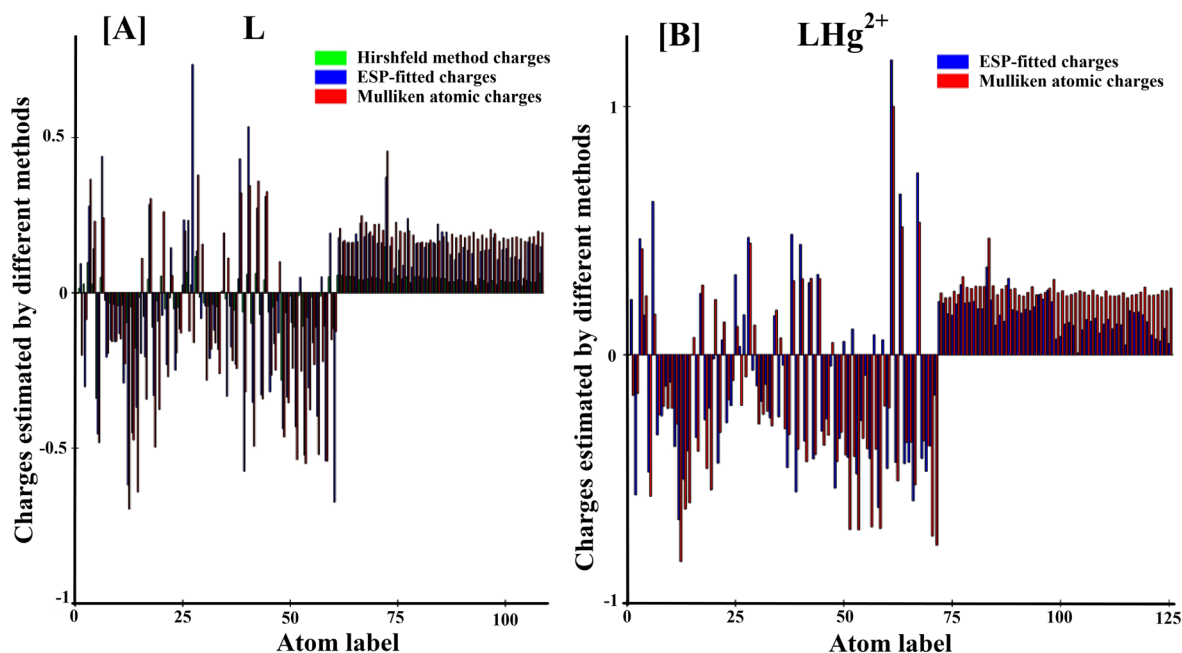 [A] L
Hirshfeld method charges
ESP-fitted charges
Mulliken atomic charges
Charges estimated by different methods
0.5
0
-0.5
-1
0 25 50 75 100
Atom label
[B] LHg²⁺
ESP-fitted charges
Mulliken atomic charges
Charges estimated by different methods
1
0
-1
0 25 50 75 100 125
Atom label